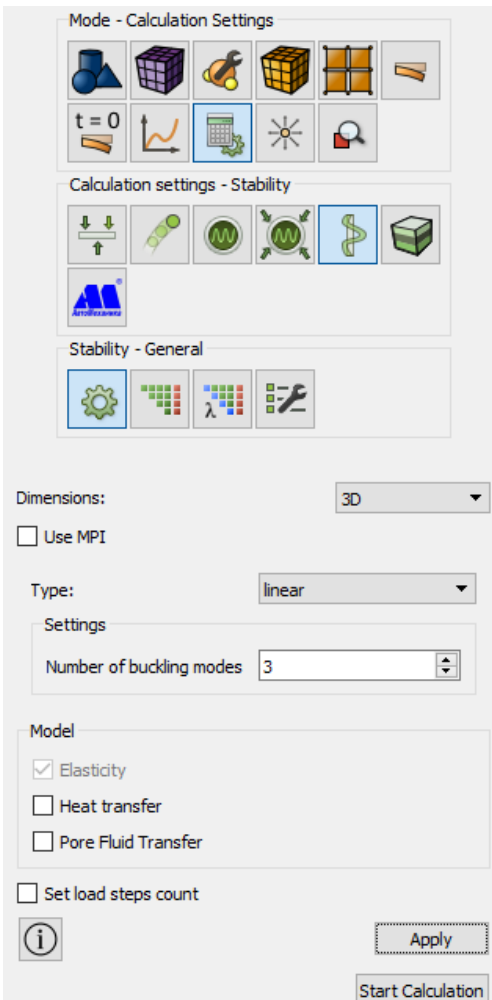 Mode - Calculation Settings
t = 0
Calculation settings - Stability
®
АвтоМеханика
Stability - General
λ
Dimensions: 3D
Use MPI
Type: linear
Settings
Number of buckling modes 3
Model
Elasticity
Heat transfer
Pore Fluid Transfer
Set load steps count
i
Apply
Start Calculation